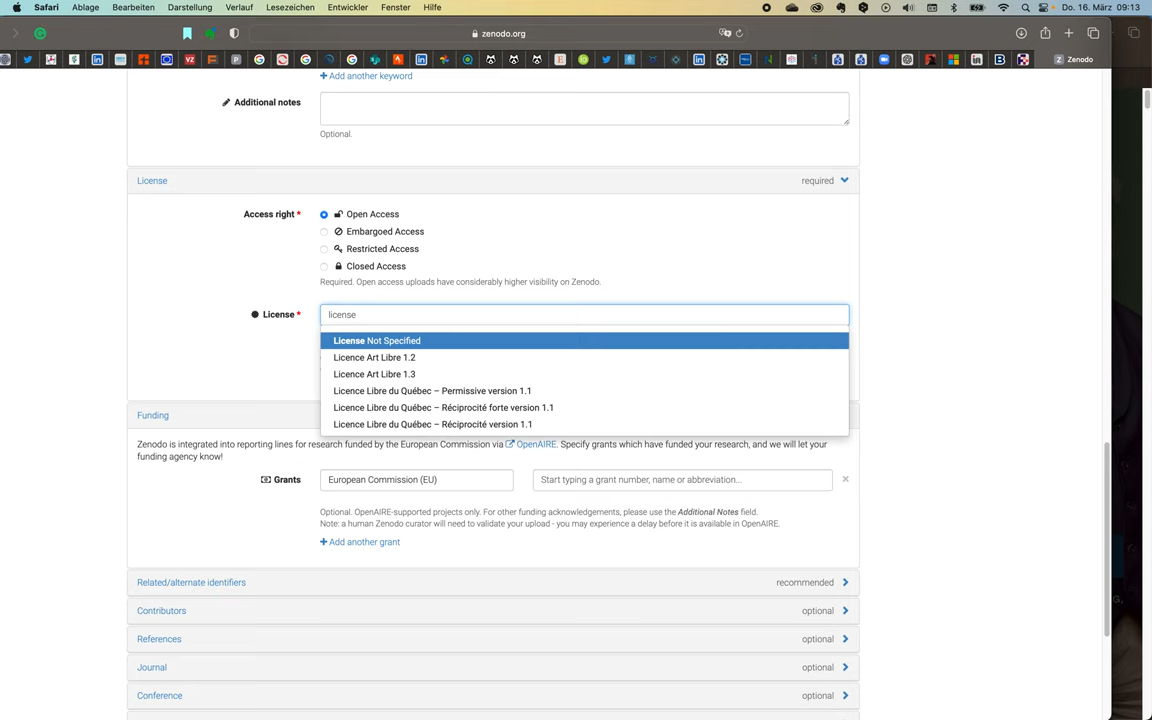 Safari Ablage Bearbeiten Darstellung Verlauf Lesezeichen Entwickler Fenster Hilfe Do. 16. März 09:13
zenodo.org
Z Zenodo
Add another keyword
Additional notes
Optional.
License required
Access right *
Open Access
Embargoed Access
Restricted Access
Closed Access
Required. Open access uploads have considerably higher visibility on Zenodo.
License * license
License Not Specified
Licence Art Libre 1.2
Licence Art Libre 1.3
Licence Libre du Québec – Permissive version 1.1
Licence Libre du Québec – Réciprocité forte version 1.1
Licence Libre du Québec – Réciprocité version 1.1
Funding
Zenodo is integrated into reporting lines for research funded by the European Commission via OpenAIRE. Specify grants which have funded your research, and we will let your
funding agency know!
Grants European Commission (EU) Start typing a grant number, name or abbreviation...
Optional. OpenAIRE-supported projects only. For other funding acknowledgements, please use the Additional Notes field.
Note: a human Zenodo curator will need to validate your upload - you may experience a delay before it is available in OpenAIRE.
Add another grant
Related/alternate identifiers recommended
Contributors optional
References optional
Journal optional
Conference optional